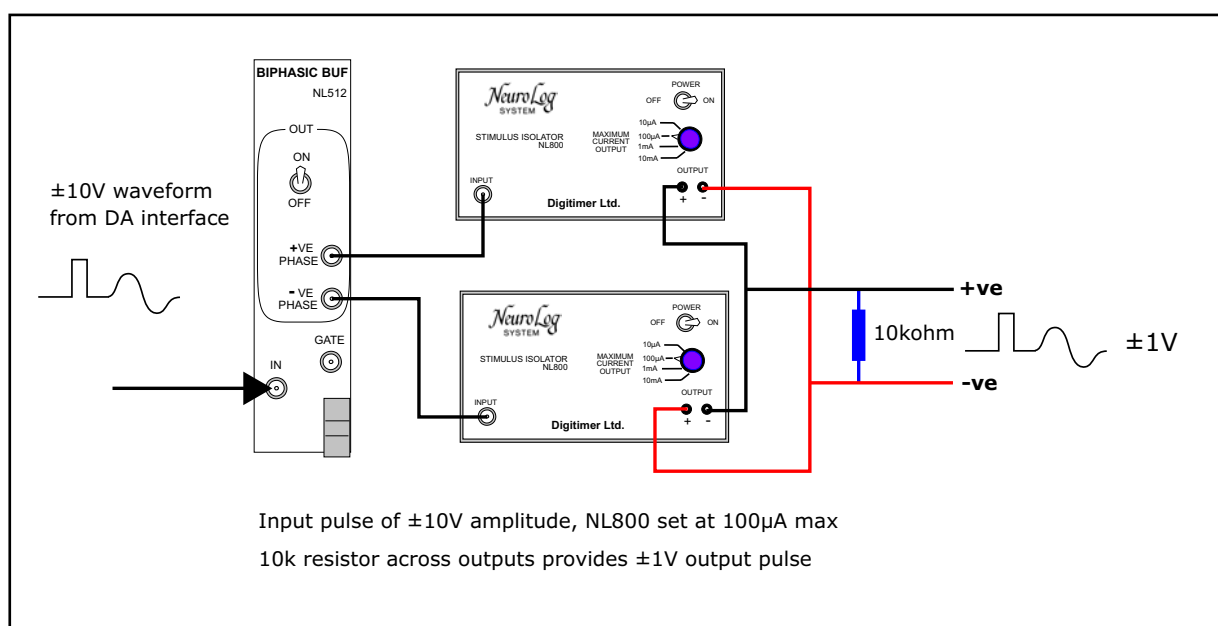 ±10V waveform
from DA interface
BIPHASIC BUF
NL512
OUT
ON
OFF
+VE
PHASE
- VE
PHASE
GATE
IN
NeuroLog
SYSTEM
STIMULUS ISOLATOR
NL800
INPUT
POWER
OFF ON
MAXIMUM
CURRENT
OUTPUT
10µA
100µA
1mA
10mA
OUTPUT
+ -
Digitimer Ltd.
NeuroLog
SYSTEM
STIMULUS ISOLATOR
NL800
INPUT
POWER
OFF ON
MAXIMUM
CURRENT
OUTPUT
10µA
100µA
1mA
10mA
OUTPUT
+ -
Digitimer Ltd.
+ve
10kohm
±1V
-ve
Input pulse of ±10V amplitude, NL800 set at 100µA max
10k resistor across outputs provides ±1V output pulse